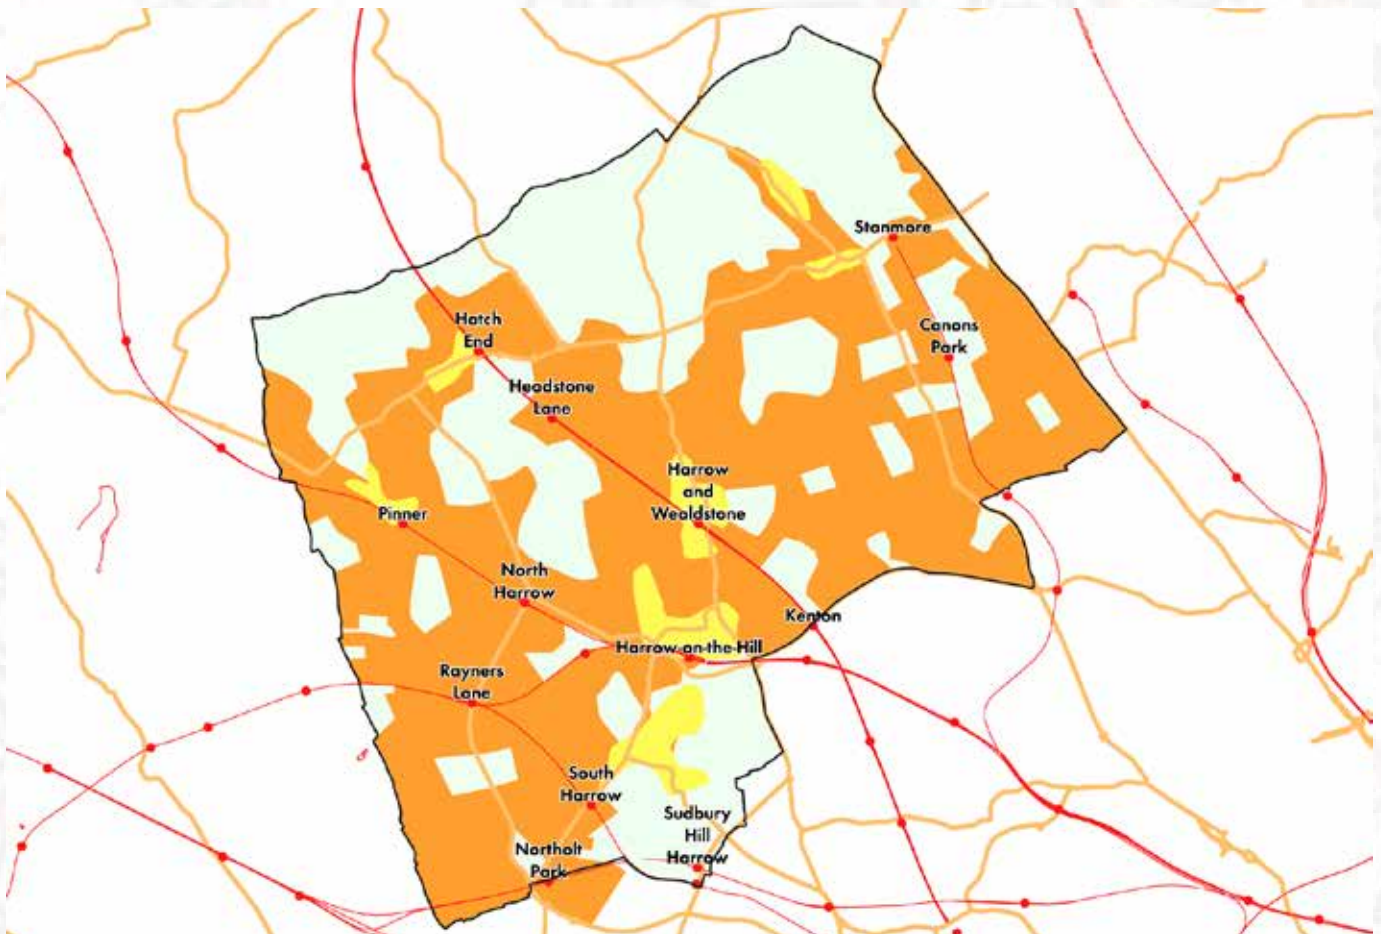 Stanmore
Hatch
End
Canons
Park
Headstone
Lane
Harrow
and
Wealdstone
Pinner
North
Harrow
Kenton
Harrow on the Hill
Rayners
Lane
South
Harrow
Sudbury
Hill
Harrow
Northolt
Park